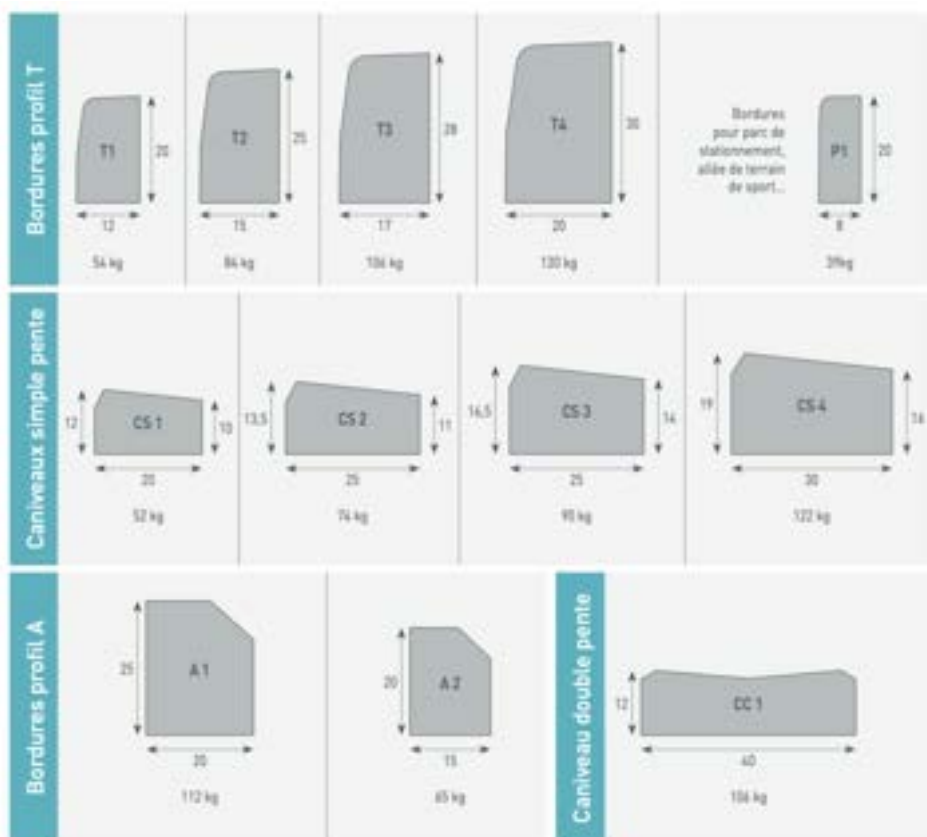 Bordures profil T
T1
20
12
54 kg
T2
25
15
84 kg
T3
28
17
106 kg
T4
30
20
130 kg
Bordures
pour parc de
stationnement,
allée de terrain
de sport...
P1
20
8
39kg
Caniveaux simple pente
12
CS 1
10
20
52 kg
13,5
CS 2
11
25
74 kg
16,5
CS 3
14
25
90 kg
19
CS 4
16
30
122 kg
Bordures profil A
25
A 1
20
112 kg
20
A 2
15
65 kg
Caniveau double pente
12
CC 1
40
106 kg